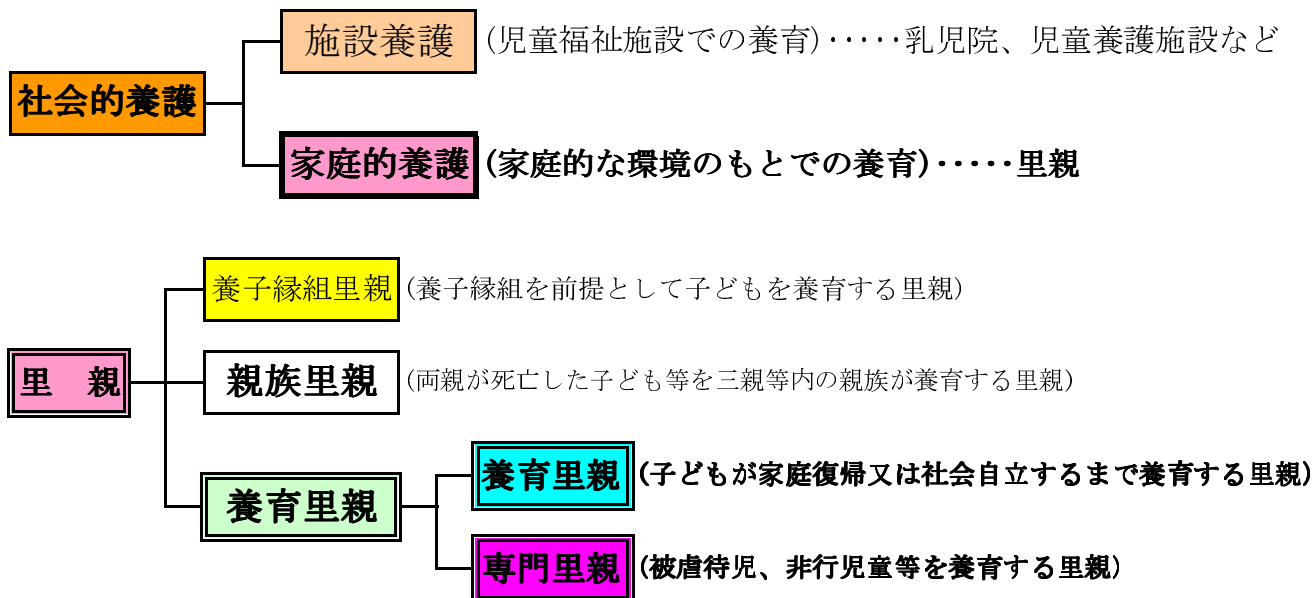 施設養護 (児童福祉施設での養育)‥‥‥乳児院、児童養護施設など
社会的養護
家庭的養護 (家庭的な環境のもとでの養育)‥‥‥里親
養子縁組里親 (養子縁組を前提として子どもを養育する里親)
里　親
親族里親 (両親が死亡した子ども等を三親等内の親族が養育する里親)
養育里親
養育里親 (子どもが家庭復帰又は社会自立するまで養育する里親)
専門里親 (被虐待児、非行児童等を養育する里親)